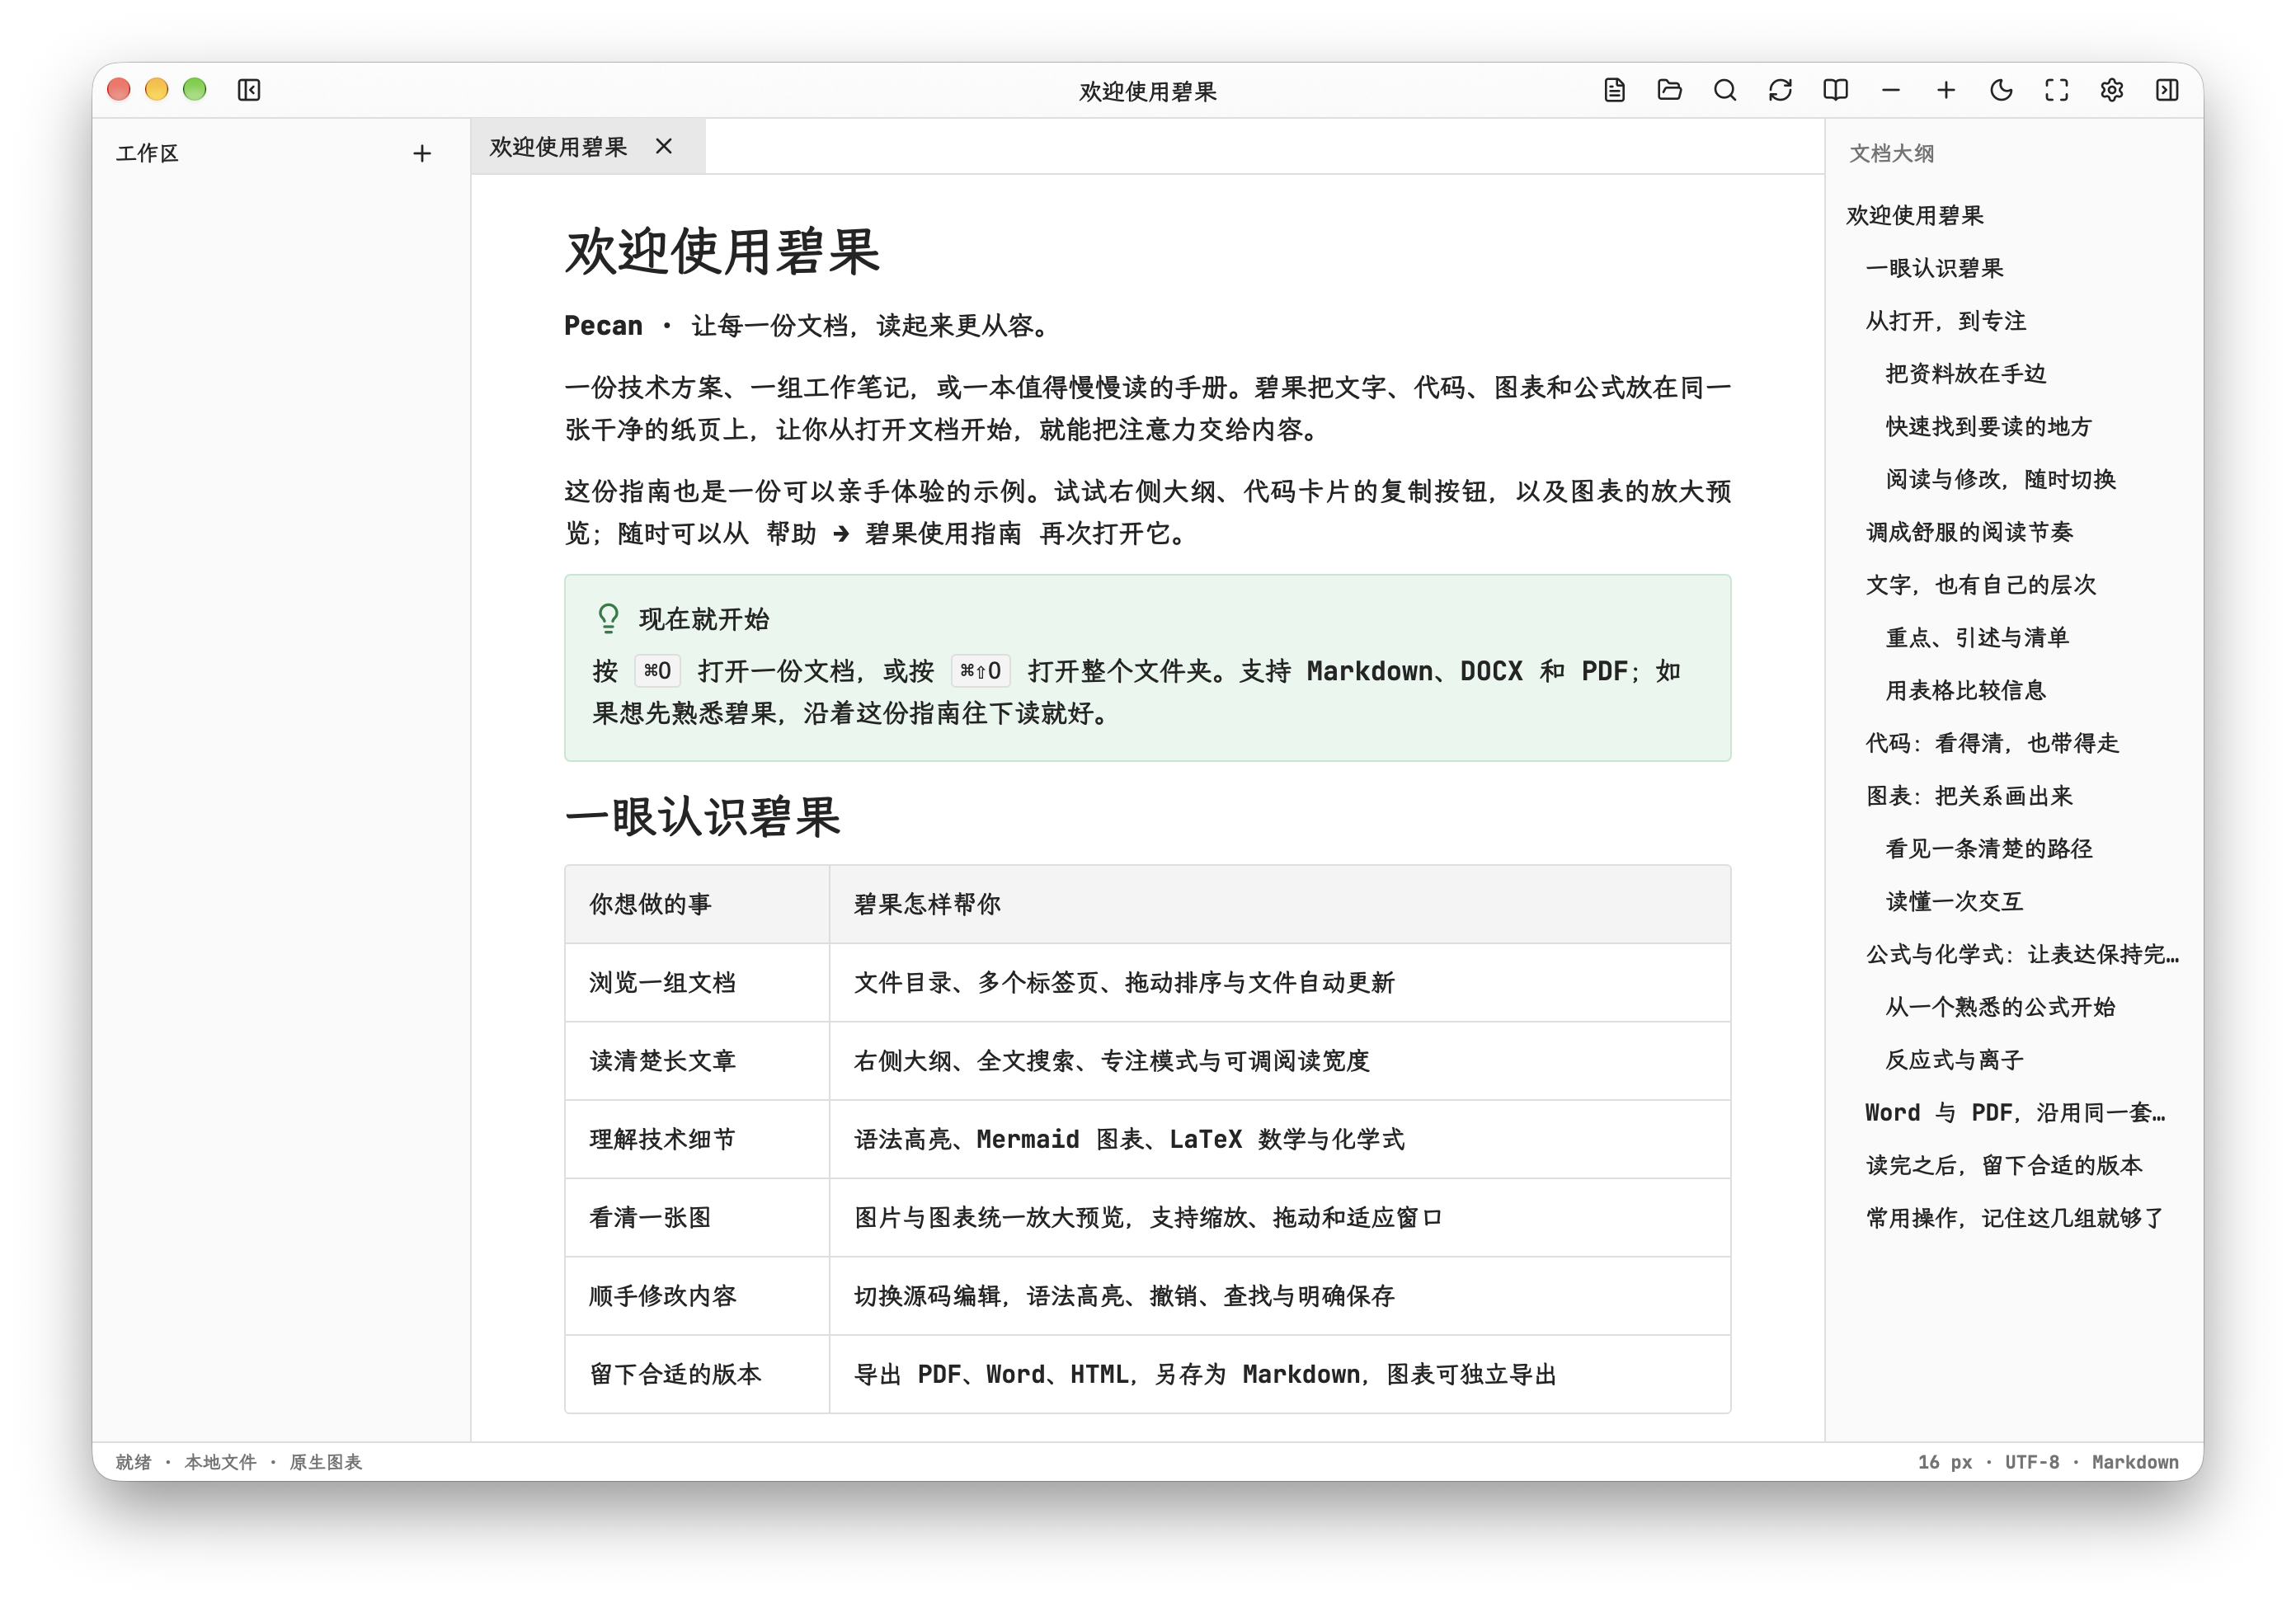 欢迎使用碧果
工作区
欢迎使用碧果
欢迎使用碧果
Pecan · 让每一份文档，读起来更从容。
一份技术方案、一组工作笔记，或一本值得慢慢读的手册。碧果把文字、代码、图表和公式放在同一
张干净的纸页上，让你从打开文档开始，就能把注意力交给内容。
这份指南也是一份可以亲手体验的示例。试试右侧大纲、代码卡片的复制按钮，以及图表的放大预
览；随时可以从 帮助 → 碧果使用指南 再次打开它。
现在就开始
按 ⌘O 打开一份文档，或按 ⌘⇧O 打开整个文件夹。支持 Markdown、DOCX 和 PDF；如
果想先熟悉碧果，沿着这份指南往下读就好。
一眼认识碧果
你想做的事 碧果怎样帮你
浏览一组文档 文件目录、多个标签页、拖动排序与文件自动更新
读清楚长文章 右侧大纲、全文搜索、专注模式与可调阅读宽度
理解技术细节 语法高亮、Mermaid 图表、LaTeX 数学与化学式
看清一张图 图片与图表统一放大预览，支持缩放、拖动和适应窗口
顺手修改内容 切换源码编辑，语法高亮、撤销、查找与明确保存
留下合适的版本 导出 PDF、Word、HTML，另存为 Markdown，图表可独立导出
文档大纲
欢迎使用碧果
一眼认识碧果
从打开，到专注
把资料放在手边
快速找到要读的地方
阅读与修改，随时切换
调成舒服的阅读节奏
文字，也有自己的层次
重点、引述与清单
用表格比较信息
代码：看得清，也带得走
图表：把关系画出来
看见一条清楚的路径
读懂一次交互
公式与化学式：让表达保持完…
从一个熟悉的公式开始
反应式与离子
Word 与 PDF，沿用同一套…
读完之后，留下合适的版本
常用操作，记住这几组就够了
就绪 · 本地文件 · 原生图表
16 px · UTF-8 · Markdown